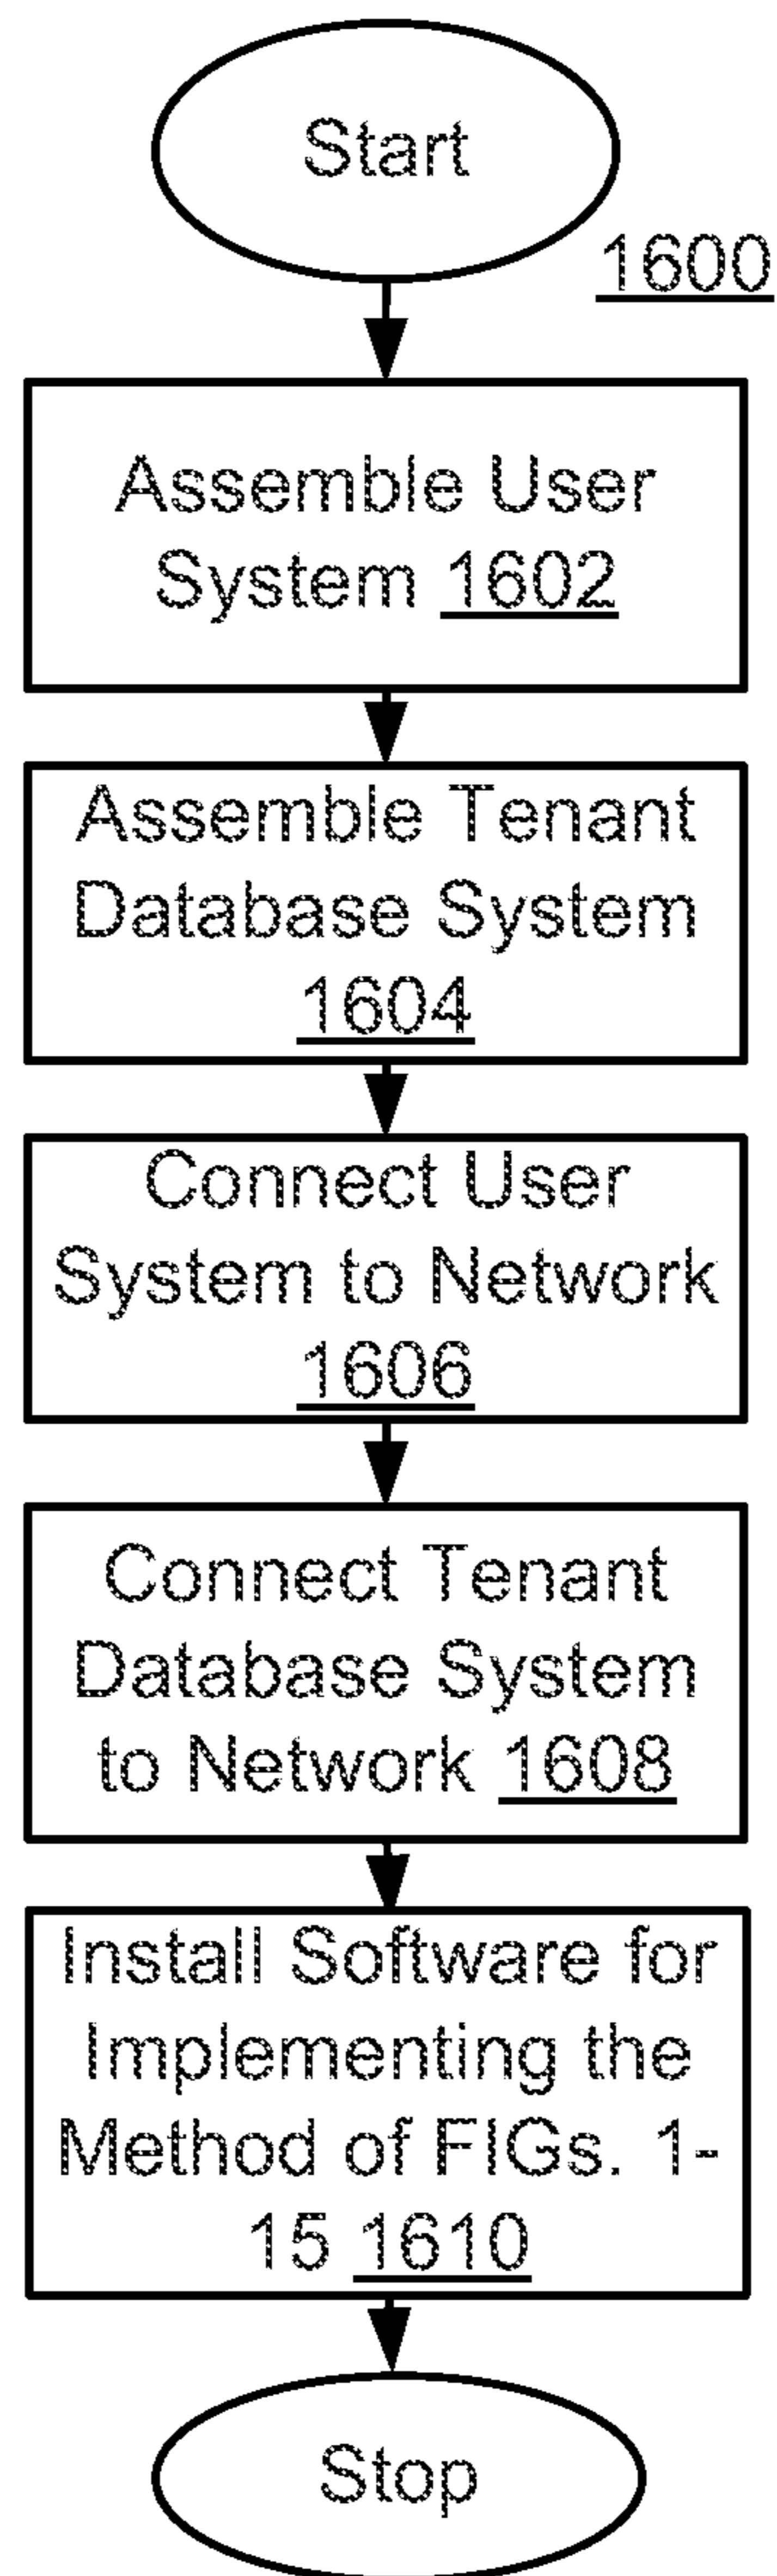 Start
1600
Assemble User
System 1602
Assemble Tenant
Database System
1604
Connect User
System to Network
1606
Connect Tenant
Database System
to Network 1608
Install Software for
Implementing the
Method of FIGs. 1-
15 1610
Stop